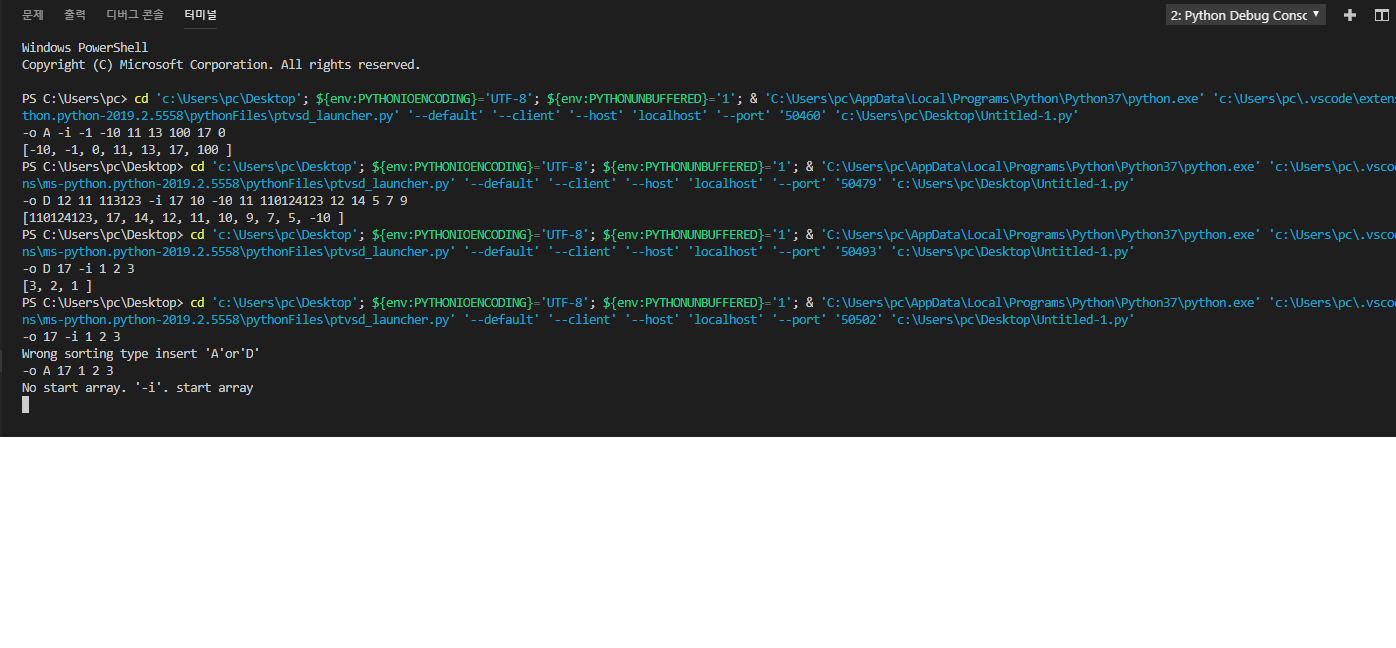 문제 출력 디버그 콘솔 터미널 2: Python Debug Consc
Windows PowerShell
Copyright (C) Microsoft Corporation. All rights reserved.
PS C:\Users\pc> cd 'c:\Users\pc\Desktop'; ${env:PYTHONIOENCODING}='UTF-8'; ${env:PYTHONUNBUFFERED}='1'; & 'C:\Users\pc\AppData\Local\Programs\Python\Python37\python.exe' 'c:\Users\pc\.vscode\extens
thon.python-2019.2.5558\pythonFiles\ptvsd_launcher.py' '--default' '--client' '--host' 'localhost' '--port' '50460' 'c:\Users\pc\Desktop\Untitled-1.py'
-o A -i -1 -10 11 13 100 17 0
[-10, -1, 0, 11, 13, 17, 100 ]
PS C:\Users\pc\Desktop> cd 'c:\Users\pc\Desktop'; ${env:PYTHONIOENCODING}='UTF-8'; ${env:PYTHONUNBUFFERED}='1'; & 'C:\Users\pc\AppData\Local\Programs\Python\Python37\python.exe' 'c:\Users\pc\.vsco
ns\ms-python.python-2019.2.5558\pythonFiles\ptvsd_launcher.py' '--default' '--client' '--host' 'localhost' '--port' '50479' 'c:\Users\pc\Desktop\Untitled-1.py'
-o D 12 11 113123 -i 17 10 -10 11 110124123 12 14 5 7 9
[110124123, 17, 14, 12, 11, 10, 9, 7, 5, -10 ]
PS C:\Users\pc\Desktop> cd 'c:\Users\pc\Desktop'; ${env:PYTHONIOENCODING}='UTF-8'; ${env:PYTHONUNBUFFERED}='1'; & 'C:\Users\pc\AppData\Local\Programs\Python\Python37\python.exe' 'c:\Users\pc\.vsco
ns\ms-python.python-2019.2.5558\pythonFiles\ptvsd_launcher.py' '--default' '--client' '--host' 'localhost' '--port' '50493' 'c:\Users\pc\Desktop\Untitled-1.py'
-o D 17 -i 1 2 3
[3, 2, 1 ]
PS C:\Users\pc\Desktop> cd 'c:\Users\pc\Desktop'; ${env:PYTHONIOENCODING}='UTF-8'; ${env:PYTHONUNBUFFERED}='1'; & 'C:\Users\pc\AppData\Local\Programs\Python\Python37\python.exe' 'c:\Users\pc\.vsco
ns\ms-python.python-2019.2.5558\pythonFiles\ptvsd_launcher.py' '--default' '--client' '--host' 'localhost' '--port' '50502' 'c:\Users\pc\Desktop\Untitled-1.py'
-o 17 -i 1 2 3
Wrong sorting type insert 'A'or'D'
-o A 17 1 2 3
No start array. '-i'. start array